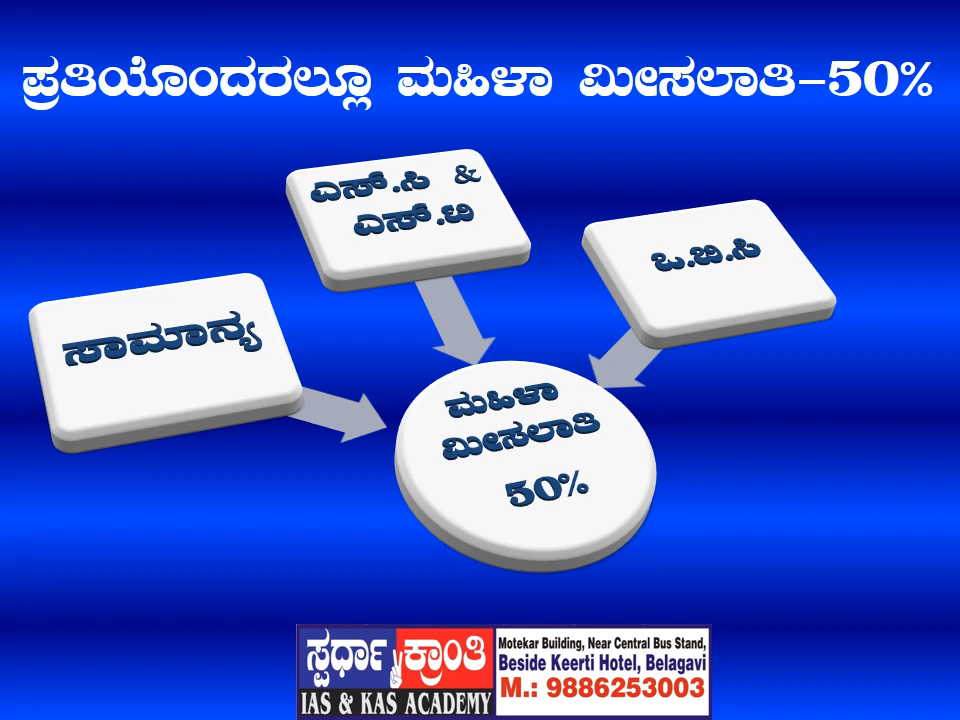 ಪ್ರತಿಯೊಂದರಲ್ಲೂ ಮಹಿಳಾ ಮೀಸಲಾತಿ-50%
ಎಸ್.ಸಿ &
ಎಸ್.ಟಿ
ಒ.ಬಿ.ಸಿ
ಸಾಮಾನ್ಯ
ಮಹಿಳಾ
ಮೀಸಲಾತಿ
50%
ಸ್ಪರ್ಧಾ ಕ್ರಾಂತಿ
IAS & KAS ACADEMY
Motekar Building, Near Central Bus Stand,
Beside Keerti Hotel, Belagavi
M.: 9886253003